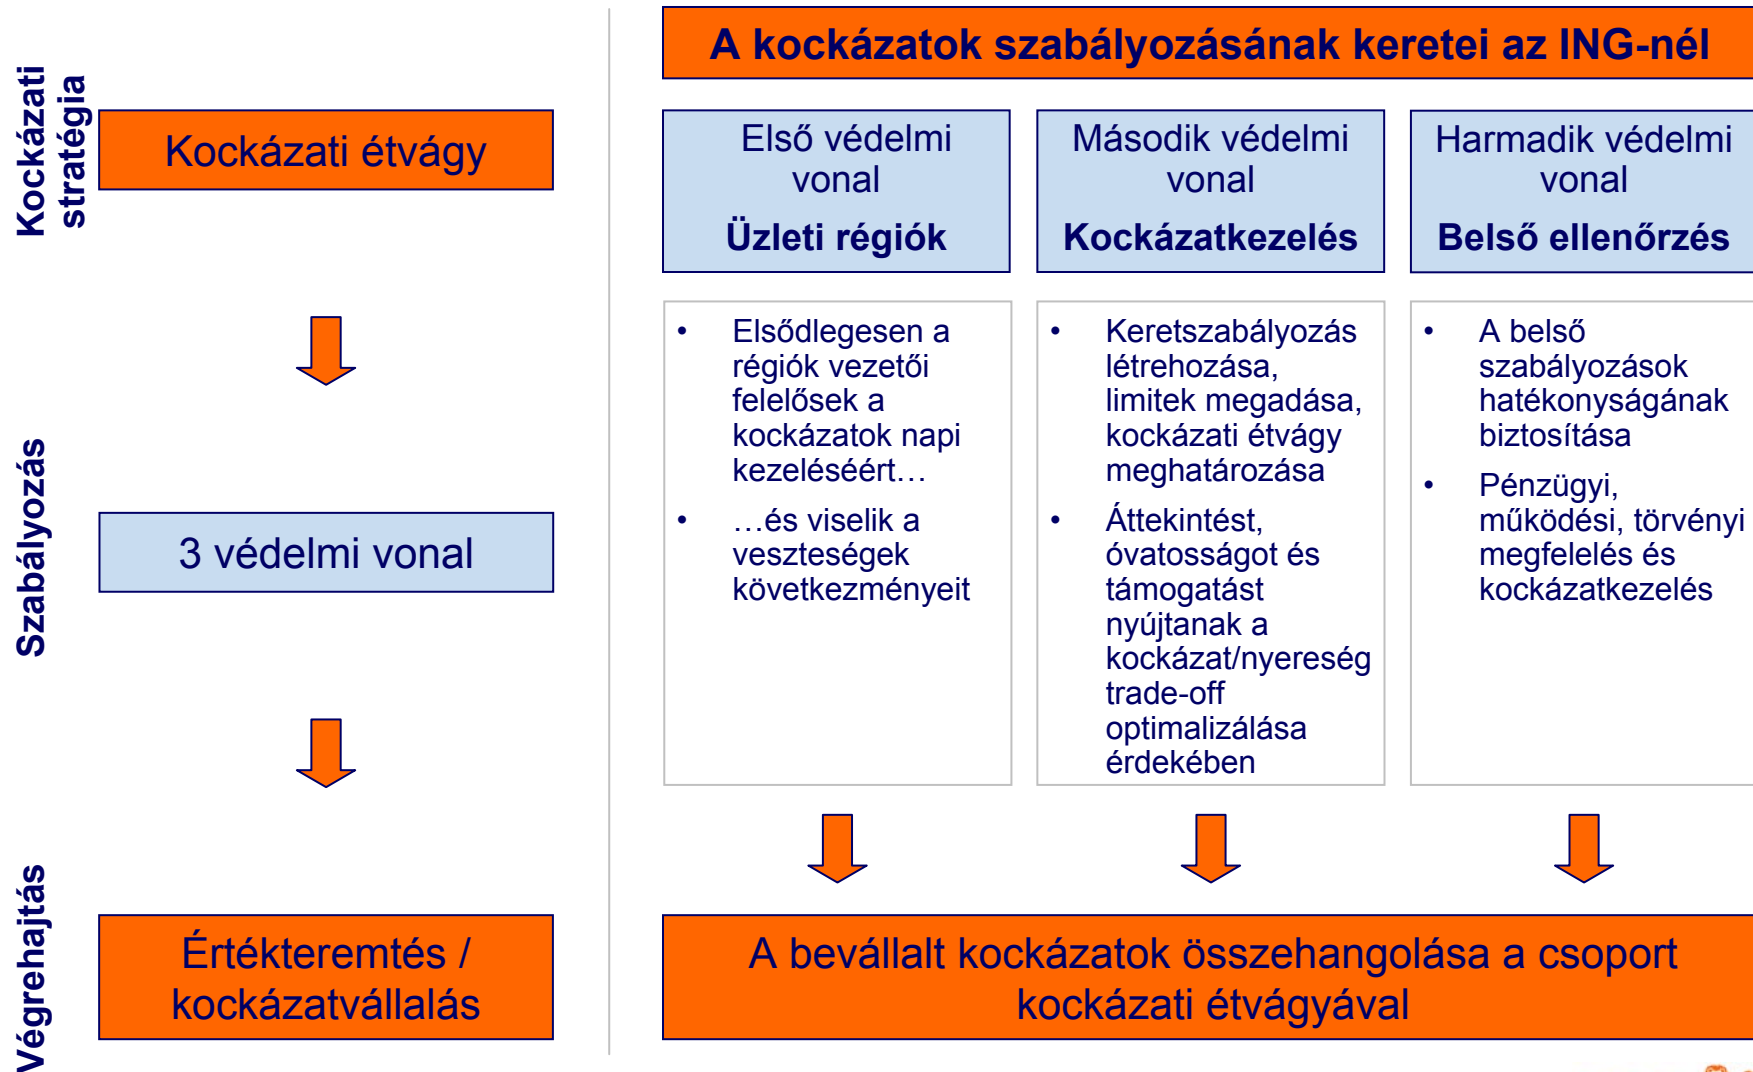 Kockázati
stratégia
Kockázati étvágy
Szabályozás
3 védelmi vonal
Végrehajtás
Értékteremtés /
kockázatvállalás
A kockázatok szabályozásának keretei az ING-nél
Első védelmi
vonal
Üzleti régiók
• Elsődlegesen a
régiók vezetői
felelősek a
kockázatok napi
kezeléséért…
• …és viselik a
veszteségek
következményeit
Második védelmi
vonal
Kockázatkezelés
• Keretszabályozás
létrehozása,
limitek megadása,
kockázati étvágy
meghatározása
• Áttekintést,
óvatosságot és
támogatást
nyújtanak a
kockázat/nyereség
trade-off
optimalizálása
érdekében
Harmadik védelmi
vonal
Belső ellenőrzés
• A belső
szabályozások
hatékonyságának
biztosítása
• Pénzügyi,
működési, törvényi
megfelelés és
kockázatkezelés
A bevállalt kockázatok összehangolása a csoport
kockázati étvágyával